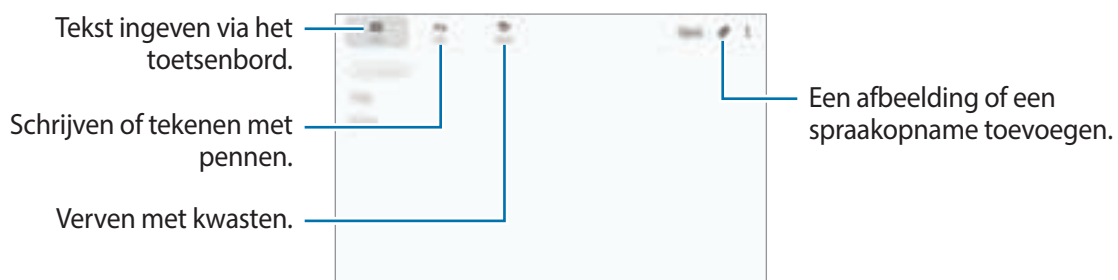 Tekst ingeven via het
toetsenbord.
Schrijven of tekenen met
pennen.
Verven met kwasten.
Een afbeelding of een
spraakopname toevoegen.